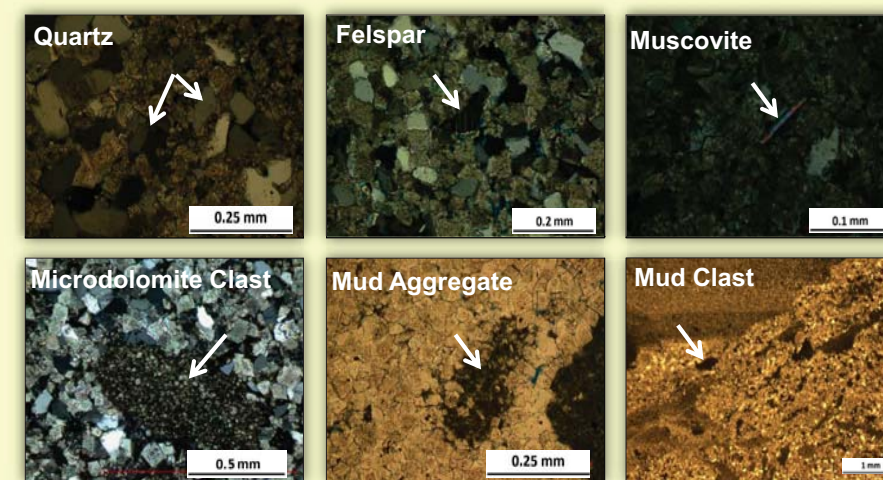 Quartz
0.25 mm
Felspar
0.2 mm
Muscovite
0.1 mm
Microdolomite Clast
0.5 mm
Mud Aggregate
0.25 mm
Mud Clast
1 mm